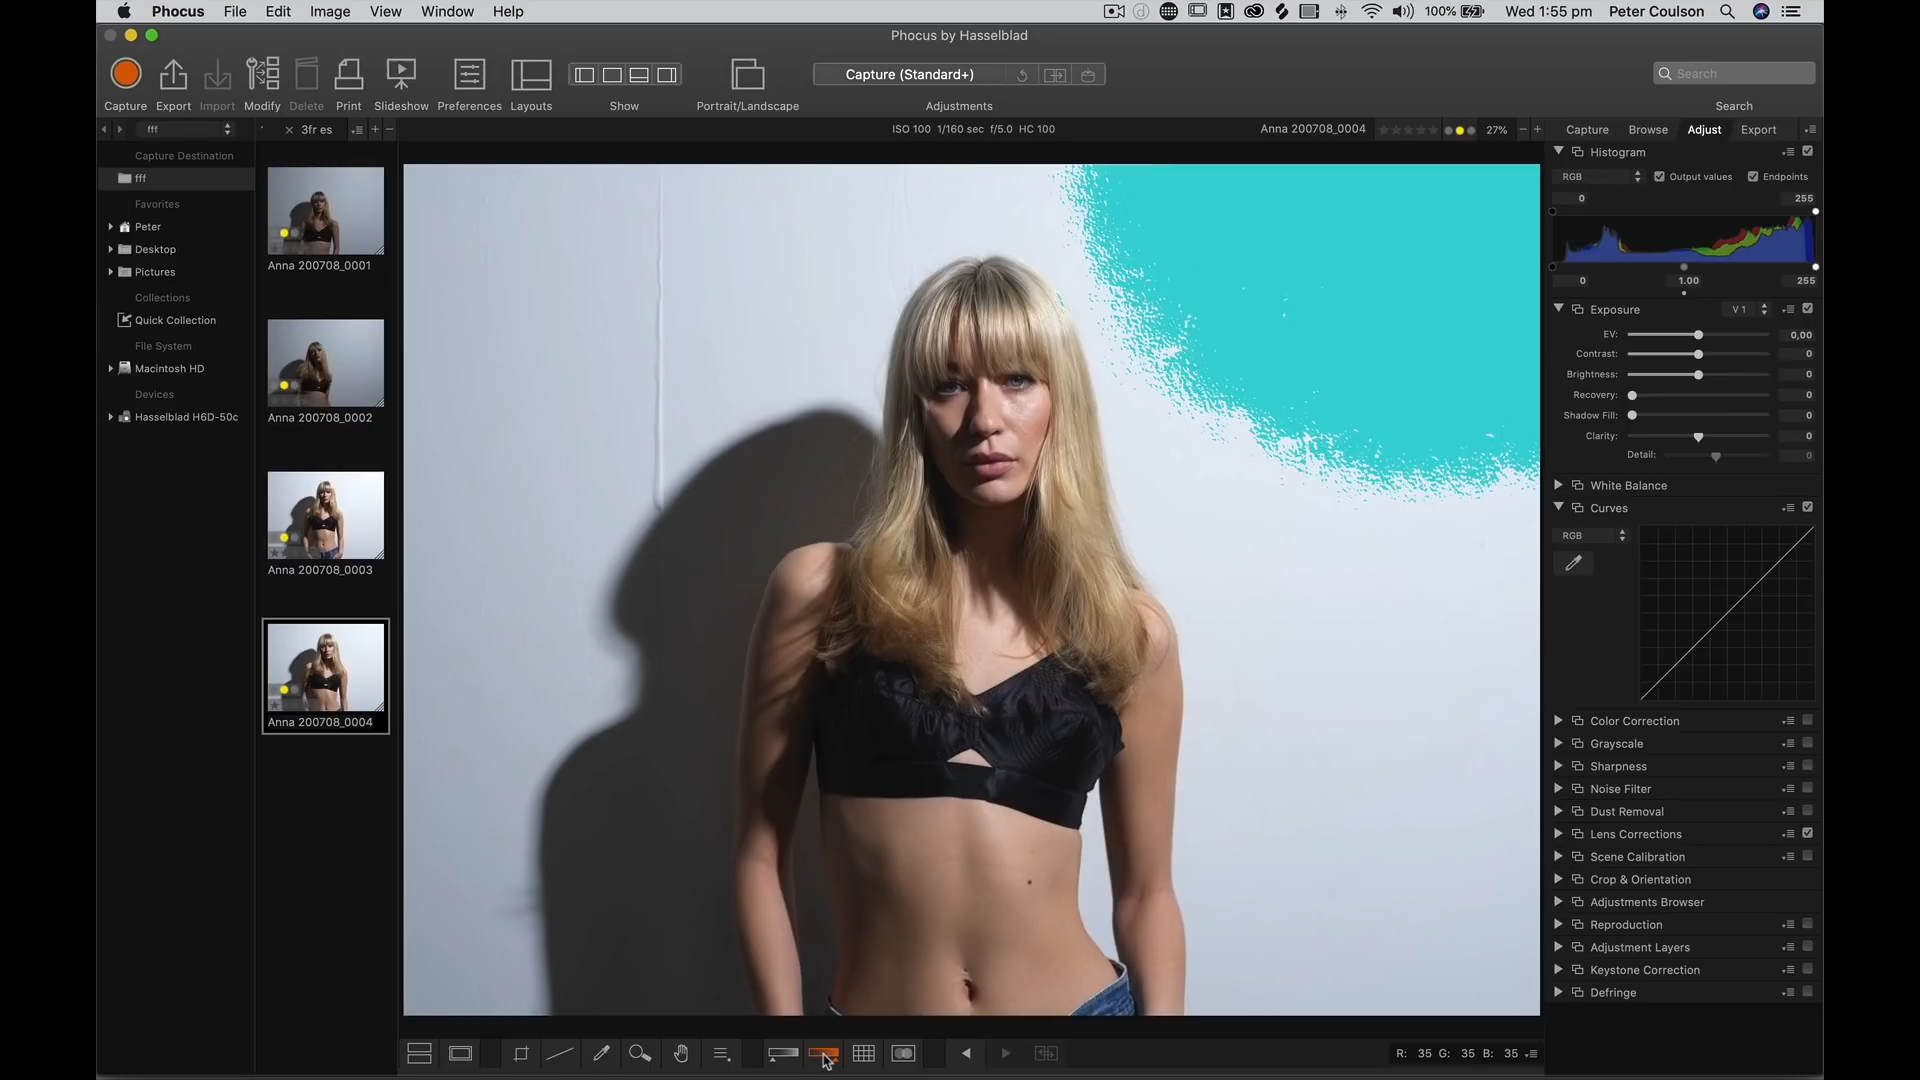 Phocus File Edit Image View Window Help
100% Wed 1:55 pm Peter Coulson
Phocus by Hasselblad
Capture (Standard+)
Search
Capture Export Import Modify Delete Print Slideshow Preferences Layouts Show Portrait/Landscape Adjustments Search
fff
3fr es
ISO 100 1/160 sec f/5.0 HC 100
Anna 200708_0004
27%
Capture Browse Adjust Export
Capture Destination
fff
Favorites
Peter
Desktop
Pictures
Collections
Quick Collection
File System
Macintosh HD
Devices
Hasselblad H6D-50c
Anna 200708_0001
Anna 200708_0002
Anna 200708_0003
Anna 200708_0004
Histogram
RGB Output values Endpoints
0 255
0 1.00 255
Exposure V 1
EV: 0,00
Contrast: 0
Brightness: 0
Recovery: 0
Shadow Fill: 0
Clarity: 0
Detail: 0
White Balance
Curves
RGB
Color Correction
Grayscale
Sharpness
Noise Filter
Dust Removal
Lens Corrections
Scene Calibration
Crop & Orientation
Adjustments Browser
Reproduction
Adjustment Layers
Keystone Correction
Defringe
R: 35 G: 35 B: 35